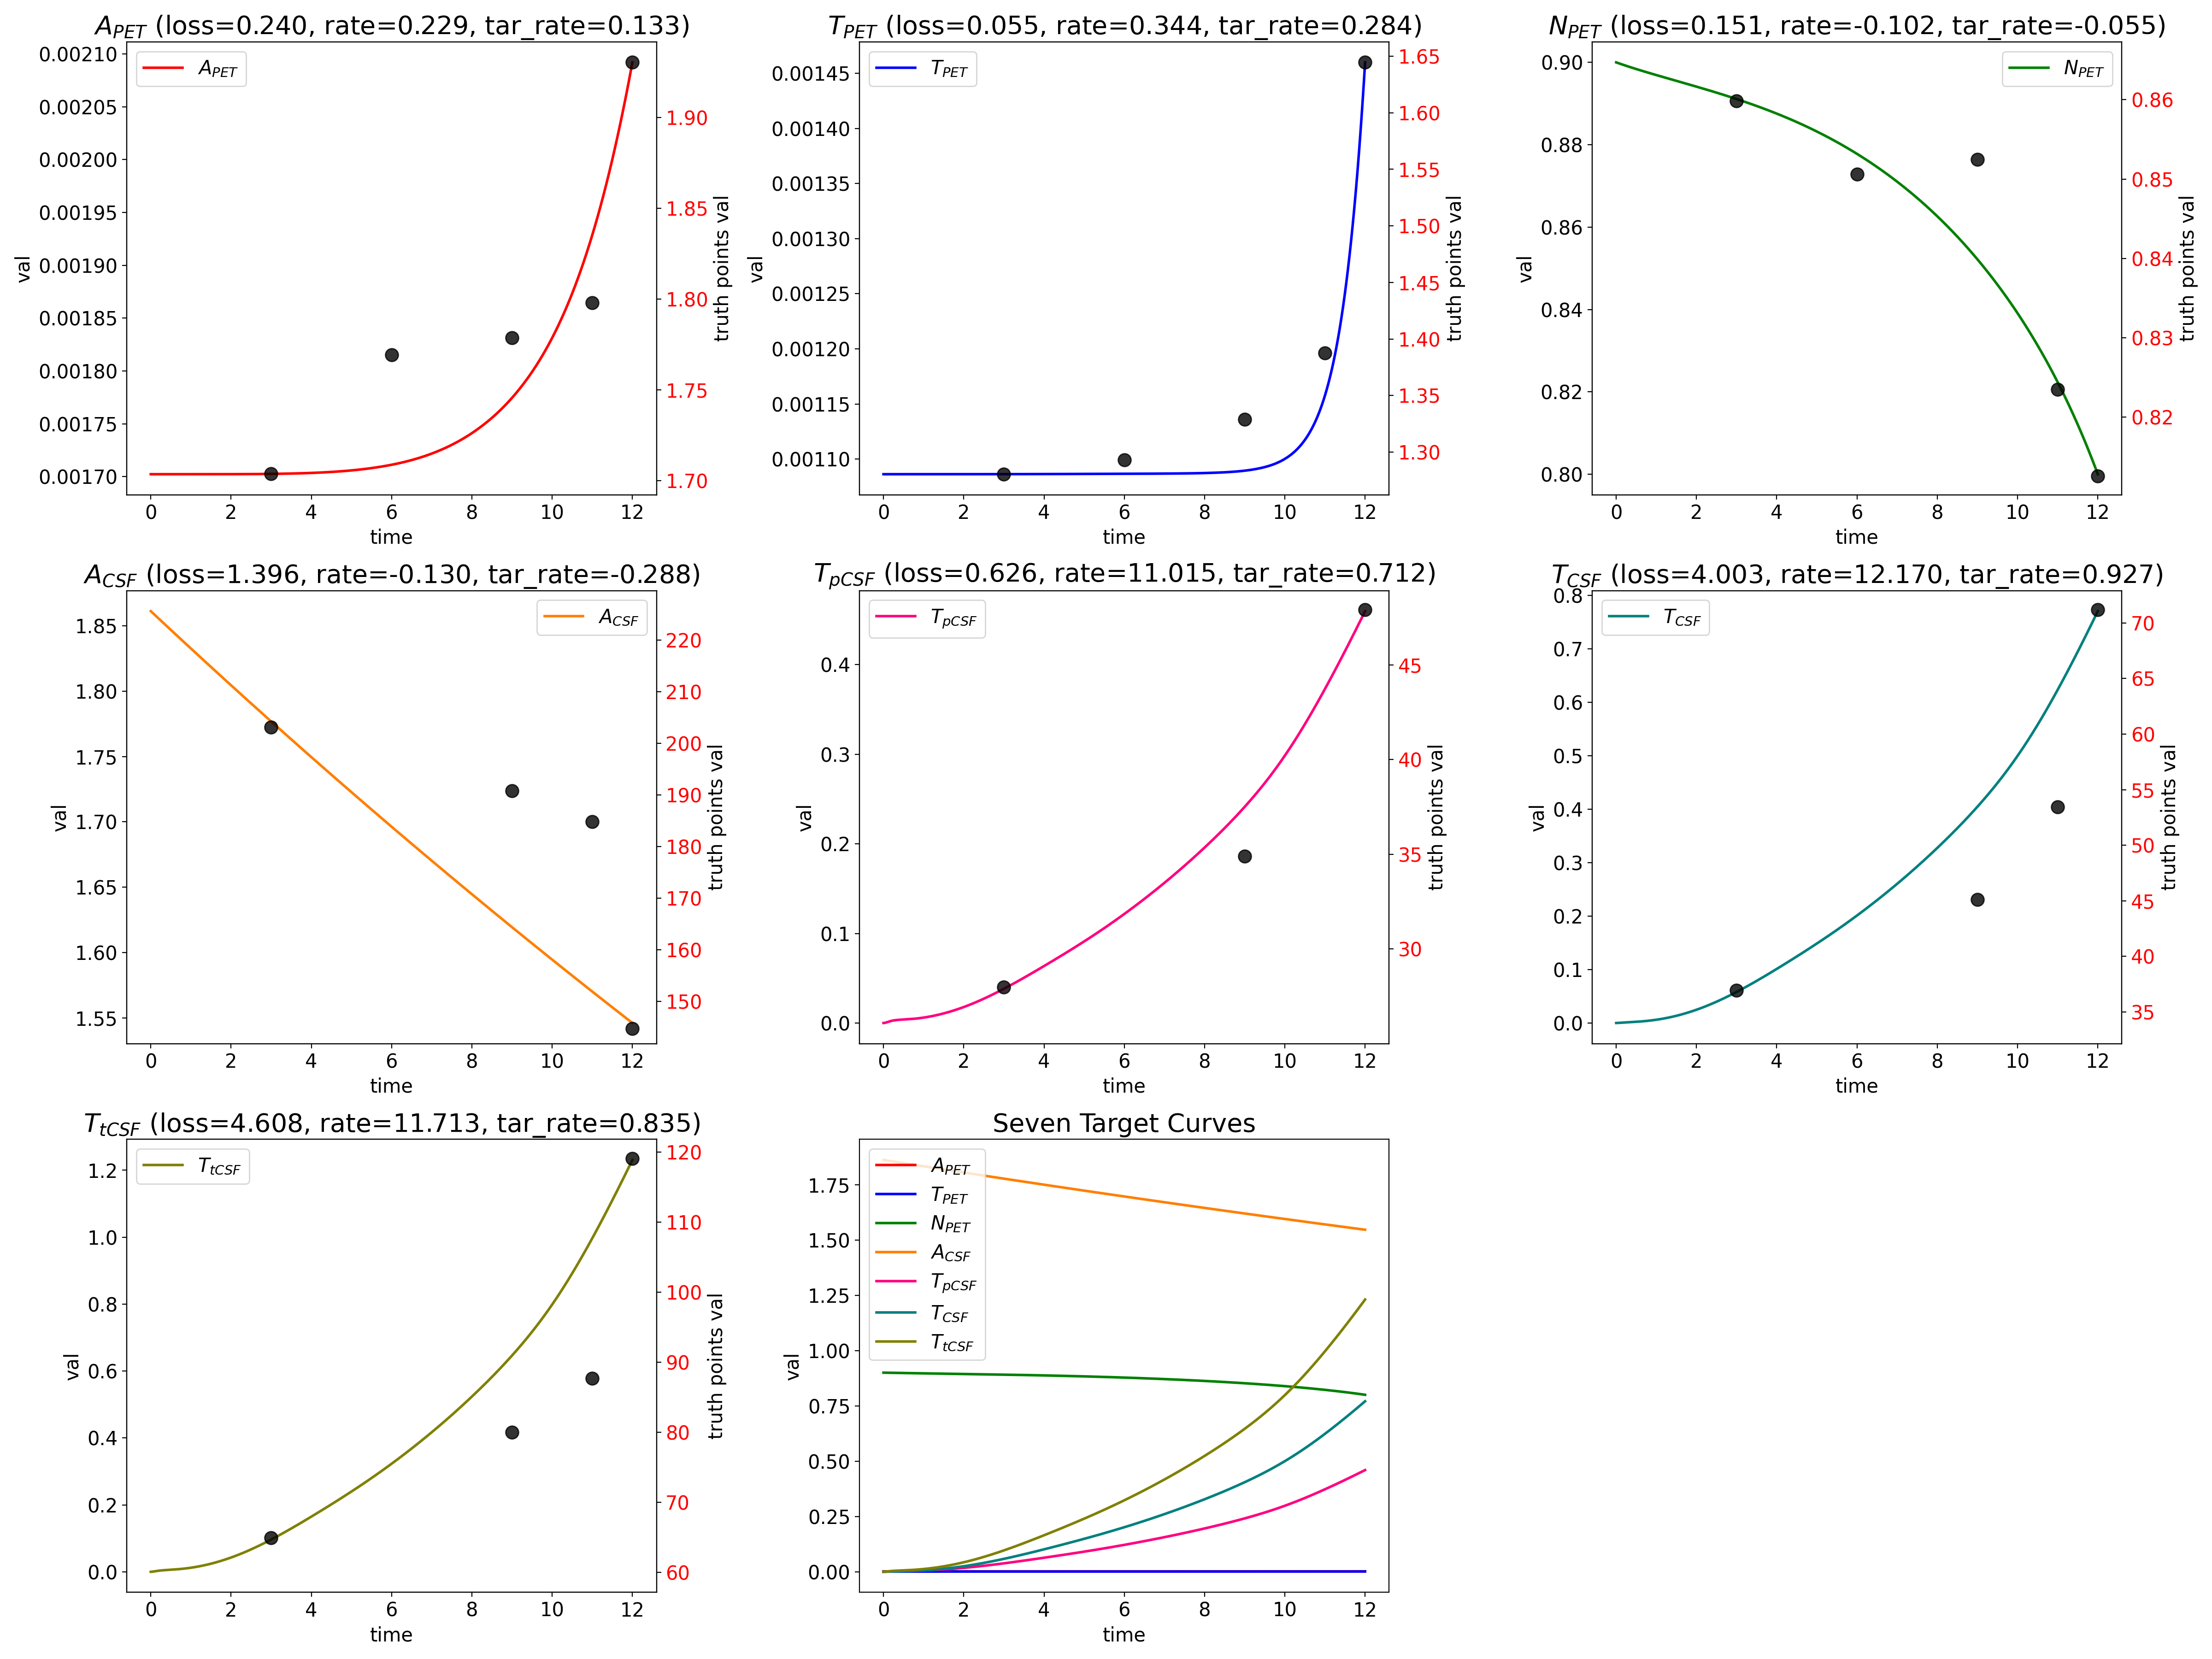 A_PET (loss=0.240, rate=0.229, tar_rate=0.133)
A_PET
0.00210
0.00205
0.00200
0.00195
0.00190
0.00185
0.00180
0.00175
0.00170
val
1.90
1.85
1.80
1.75
1.70
truth points val
0 2 4 6 8 10 12
time
T_PET (loss=0.055, rate=0.344, tar_rate=0.284)
T_PET
0.00145
0.00140
0.00135
0.00130
0.00125
0.00120
0.00115
0.00110
val
1.65
1.60
1.55
1.50
1.45
1.40
1.35
1.30
truth points val
0 2 4 6 8 10 12
time
N_PET (loss=0.151, rate=-0.102, tar_rate=-0.055)
N_PET
0.90
0.88
0.86
0.84
0.82
0.80
val
0.86
0.85
0.84
0.83
0.82
truth points val
0 2 4 6 8 10 12
time
A_CSF (loss=1.396, rate=-0.130, tar_rate=-0.288)
A_CSF
1.85
1.80
1.75
1.70
1.65
1.60
1.55
val
220
210
200
190
180
170
160
150
truth points val
0 2 4 6 8 10 12
time
T_pCSF (loss=0.626, rate=11.015, tar_rate=0.712)
T_pCSF
0.4
0.3
0.2
0.1
0.0
val
45
40
35
30
truth points val
0 2 4 6 8 10 12
time
T_CSF (loss=4.003, rate=12.170, tar_rate=0.927)
T_CSF
0.8
0.7
0.6
0.5
0.4
0.3
0.2
0.1
0.0
val
70
65
60
55
50
45
40
35
truth points val
0 2 4 6 8 10 12
time
T_tCSF (loss=4.608, rate=11.713, tar_rate=0.835)
T_tCSF
1.2
1.0
0.8
0.6
0.4
0.2
0.0
val
120
110
100
90
80
70
60
truth points val
0 2 4 6 8 10 12
time
Seven Target Curves
A_PET
T_PET
N_PET
A_CSF
T_pCSF
T_CSF
T_tCSF
1.75
1.50
1.25
1.00
0.75
0.50
0.25
0.00
val
0 2 4 6 8 10 12
time